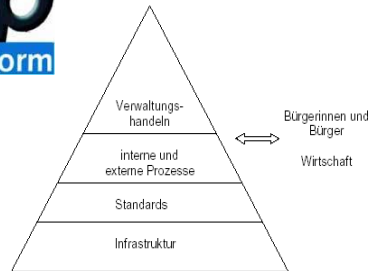 orm
Verwaltungs-
handeln
interne und
externe Prozesse
Standards
Infrastruktur
Bürgerinnen und
Bürger
Wirtschaft